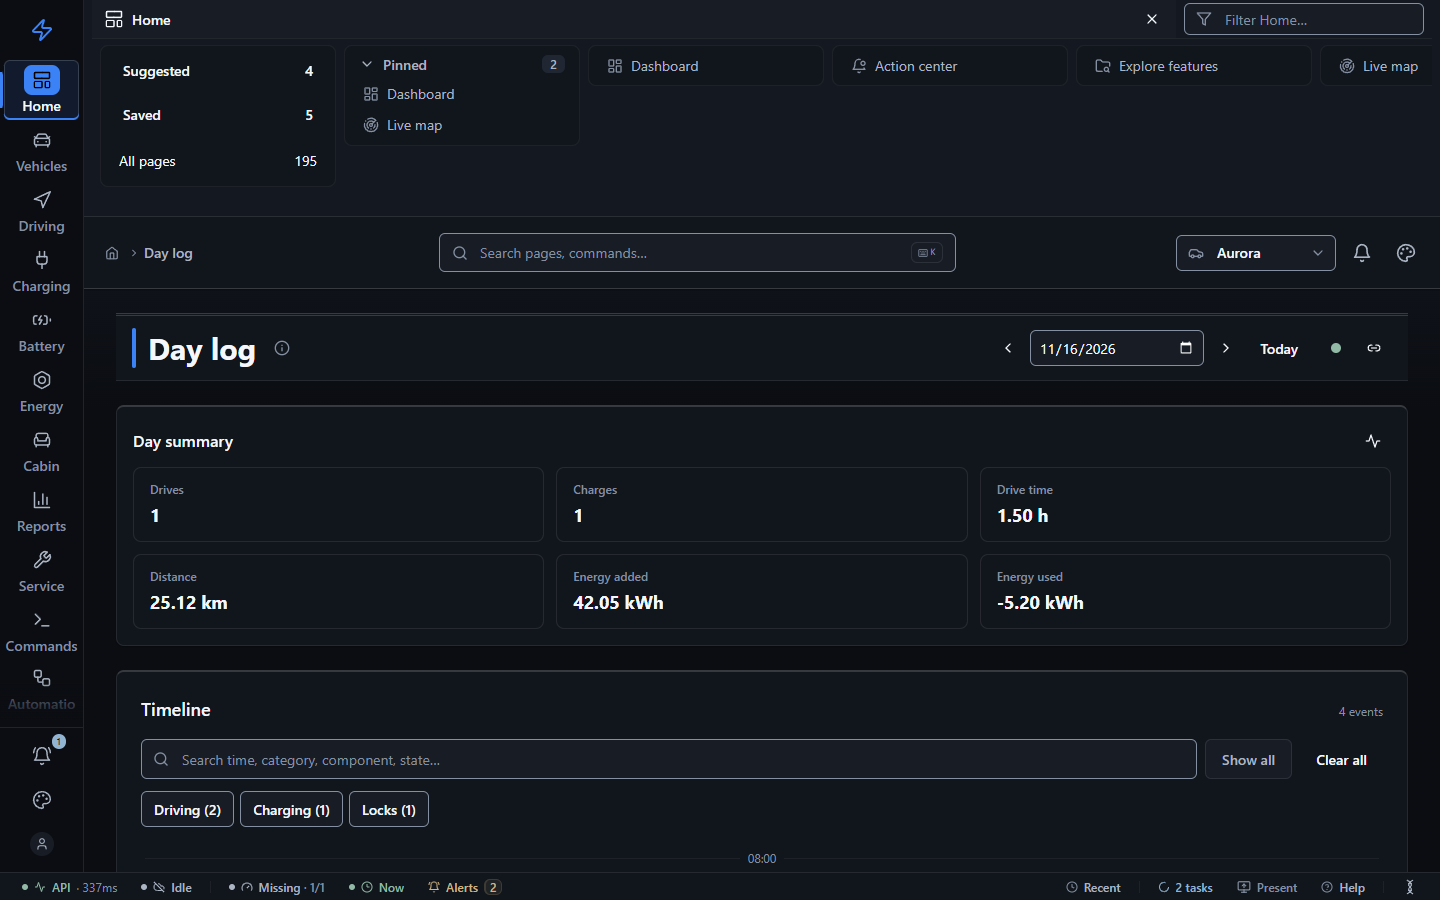 Home
Filter Home...
Home
Vehicles
Driving
Charging
Battery
Energy
Cabin
Reports
Service
Commands
Automatio
1
Suggested 4
Saved 5
All pages 195
Pinned 2
Dashboard
Live map
Dashboard
Action center
Explore features
Live map
Day log
Search pages, commands...
K
Aurora
Day log
11/16/2026
Today
Day summary
Drives
1
Charges
1
Drive time
1.50 h
Distance
25.12 km
Energy added
42.05 kWh
Energy used
-5.20 kWh
Timeline
4 events
Search time, category, component, state...
Show all
Clear all
Driving (2)
Charging (1)
Locks (1)
08:00
API · 337ms
Idle
Missing · 1/1
Now
Alerts 2
Recent
2 tasks
Present
Help